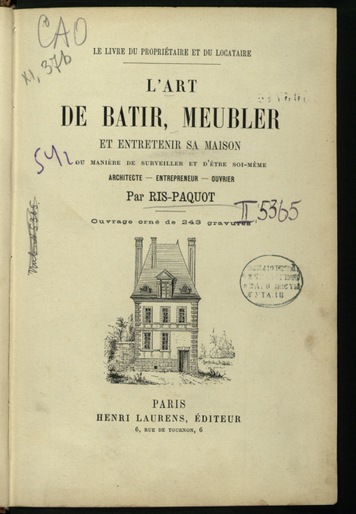 CAO
XI, 376
LE LIVRE DU PROPRIÉTAIRE ET DU LOCATAIRE
L'ART
DE BATIR, MEUBLER
ET ENTRETENIR SA MAISON
OU MANIÈRE DE SURVEILLER ET D'ÊTRE SOI-MÊME
ARCHITECTE — ENTREPRENEUR — OUVRIER
Par RIS-PAQUOT
II 5365
Ouvrage orné de 243 gravures
PARIS
HENRI LAURENS, ÉDITEUR
6, RUE DE TOURNON, 6